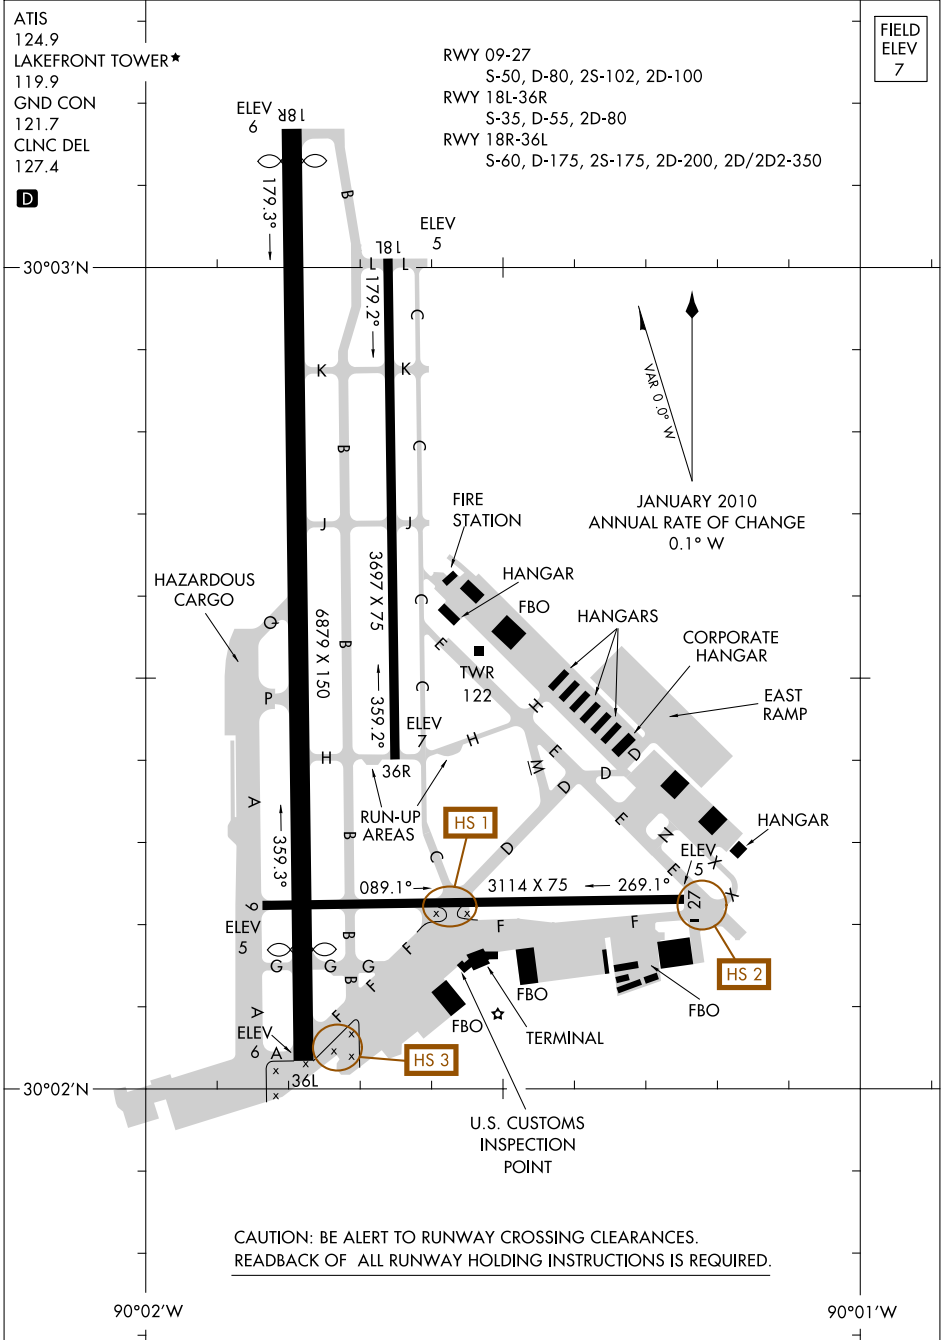 ATIS
124.9
LAKEFRONT TOWER★
119.9
GND CON
121.7
CLNC DEL
127.4
D
RWY 09-27
S-50, D-80, 2S-102, 2D-100
RWY 18L-36R
S-35, D-55, 2D-80
RWY 18R-36L
S-60, D-175, 2S-175, 2D-200, 2D/2D2-350
FIELD
ELEV
7
ELEV
6
18R
179.3°
B
ELEV
5
18L
L
L
30°03'N
179.2°
C
K
K
VAR 0.0° W
JANUARY 2010
ANNUAL RATE OF CHANGE
0.1° W
B
C
J
J
FIRE
STATION
HANGAR
FBO
HAZARDOUS
CARGO
3697 X 75
6879 X 150
C
Q
B
E
TWR
122
HANGARS
CORPORATE
HANGAR
EAST
RAMP
P
C
359.2°
H
ELEV
7
H
H
E
M
D
D
D
36R
RUN-UP
AREAS
A
359.3°
B
HS 1
C
D
E
N
E
X
X
HANGAR
ELEV
5
089.1°
3114 X 75
269.1°
9
27
ELEV
5
B
F
F
F
x
x
G
G
G
B
F
HS 2
FBO
FBO
FBO
TERMINAL
A
F
ELEV
6
A
x
x
x
x
x
x
36L
HS 3
30°02'N
U.S. CUSTOMS
INSPECTION
POINT
CAUTION: BE ALERT TO RUNWAY CROSSING CLEARANCES.
READBACK OF ALL RUNWAY HOLDING INSTRUCTIONS IS REQUIRED.
90°02'W
90°01'W